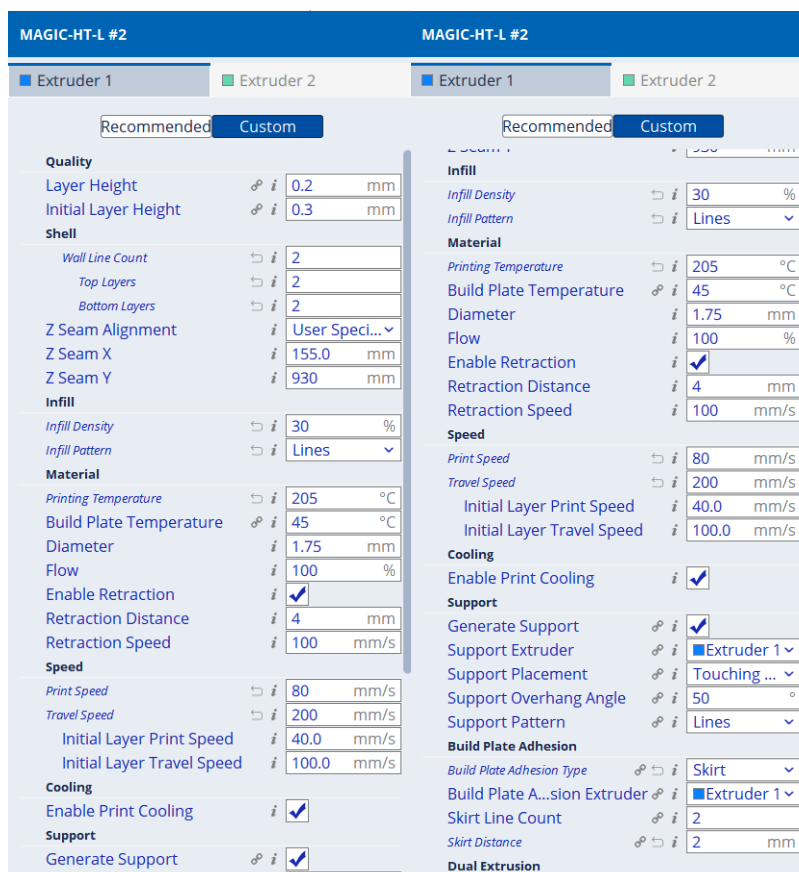 MAGIC-HT-L #2
Extruder 1 Extruder 2
Recommended Custom
Quality
Layer Height i 0.2 mm
Initial Layer Height i 0.3 mm
Shell
Wall Line Count i 2
Top Layers i 2
Bottom Layers i 2
Z Seam Alignment i User Speci...
Z Seam X i 155.0 mm
Z Seam Y i 930 mm
Infill
Infill Density i 30 %
Infill Pattern i Lines
Material
Printing Temperature i 205 °C
Build Plate Temperature i 45 °C
Diameter i 1.75 mm
Flow i 100 %
Enable Retraction i
Retraction Distance i 4 mm
Retraction Speed i 100 mm/s
Speed
Print Speed i 80 mm/s
Travel Speed i 200 mm/s
Initial Layer Print Speed i 40.0 mm/s
Initial Layer Travel Speed i 100.0 mm/s
Cooling
Enable Print Cooling i
Support
Generate Support i
MAGIC-HT-L #2
Extruder 1 Extruder 2
Recommended Custom
Infill
Infill Density i 30 %
Infill Pattern i Lines
Material
Printing Temperature i 205 °C
Build Plate Temperature i 45 °C
Diameter i 1.75 mm
Flow i 100 %
Enable Retraction i
Retraction Distance i 4 mm
Retraction Speed i 100 mm/s
Speed
Print Speed i 80 mm/s
Travel Speed i 200 mm/s
Initial Layer Print Speed i 40.0 mm/s
Initial Layer Travel Speed i 100.0 mm/s
Cooling
Enable Print Cooling i
Support
Generate Support i
Support Extruder i Extruder 1
Support Placement i Touching ...
Support Overhang Angle i 50 °
Support Pattern i Lines
Build Plate Adhesion
Build Plate Adhesion Type i Skirt
Build Plate A...sion Extruder i Extruder 1
Skirt Line Count i 2
Skirt Distance i 2 mm
Dual Extrusion